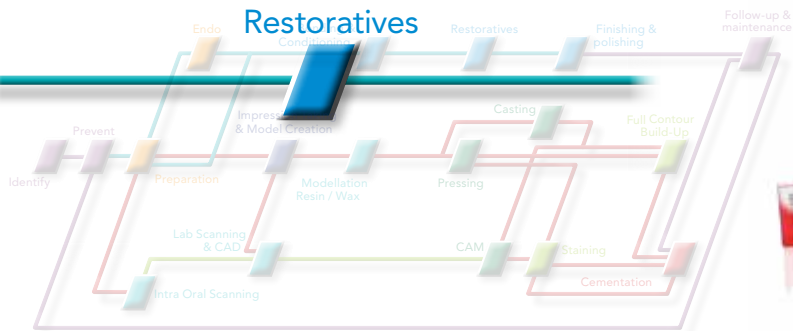 Restoratives
Follow-up &
maintenance
Endo
Conditioning
Restoratives
Finishing &
polishing
Casting
Impress
& Model Creation
Full Contour
Build-Up
Prevent
Identify
Preparation
Modellation
Resin / Wax
Pressing
Lab Scanning
& CAD
CAM
Staining
Cementation
Intra Oral Scanning